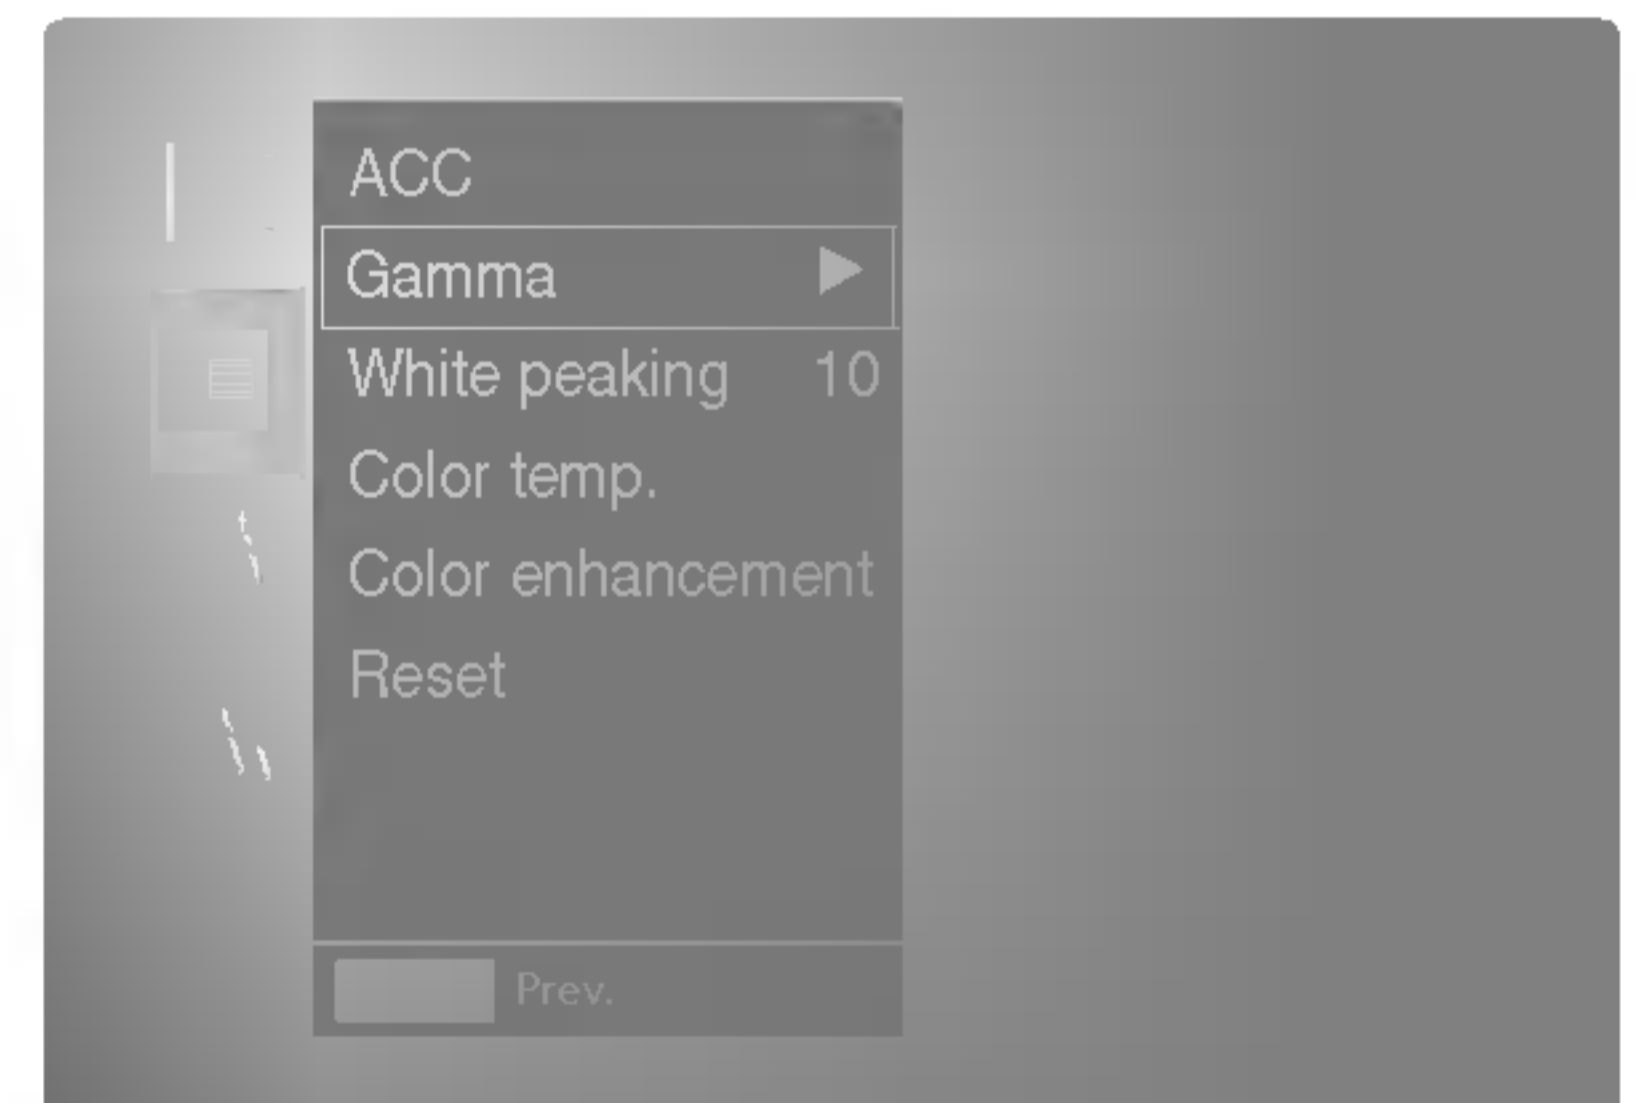 ACC
Gamma
White peaking 10
Color temp.
Color enhancement
Reset
Prev.